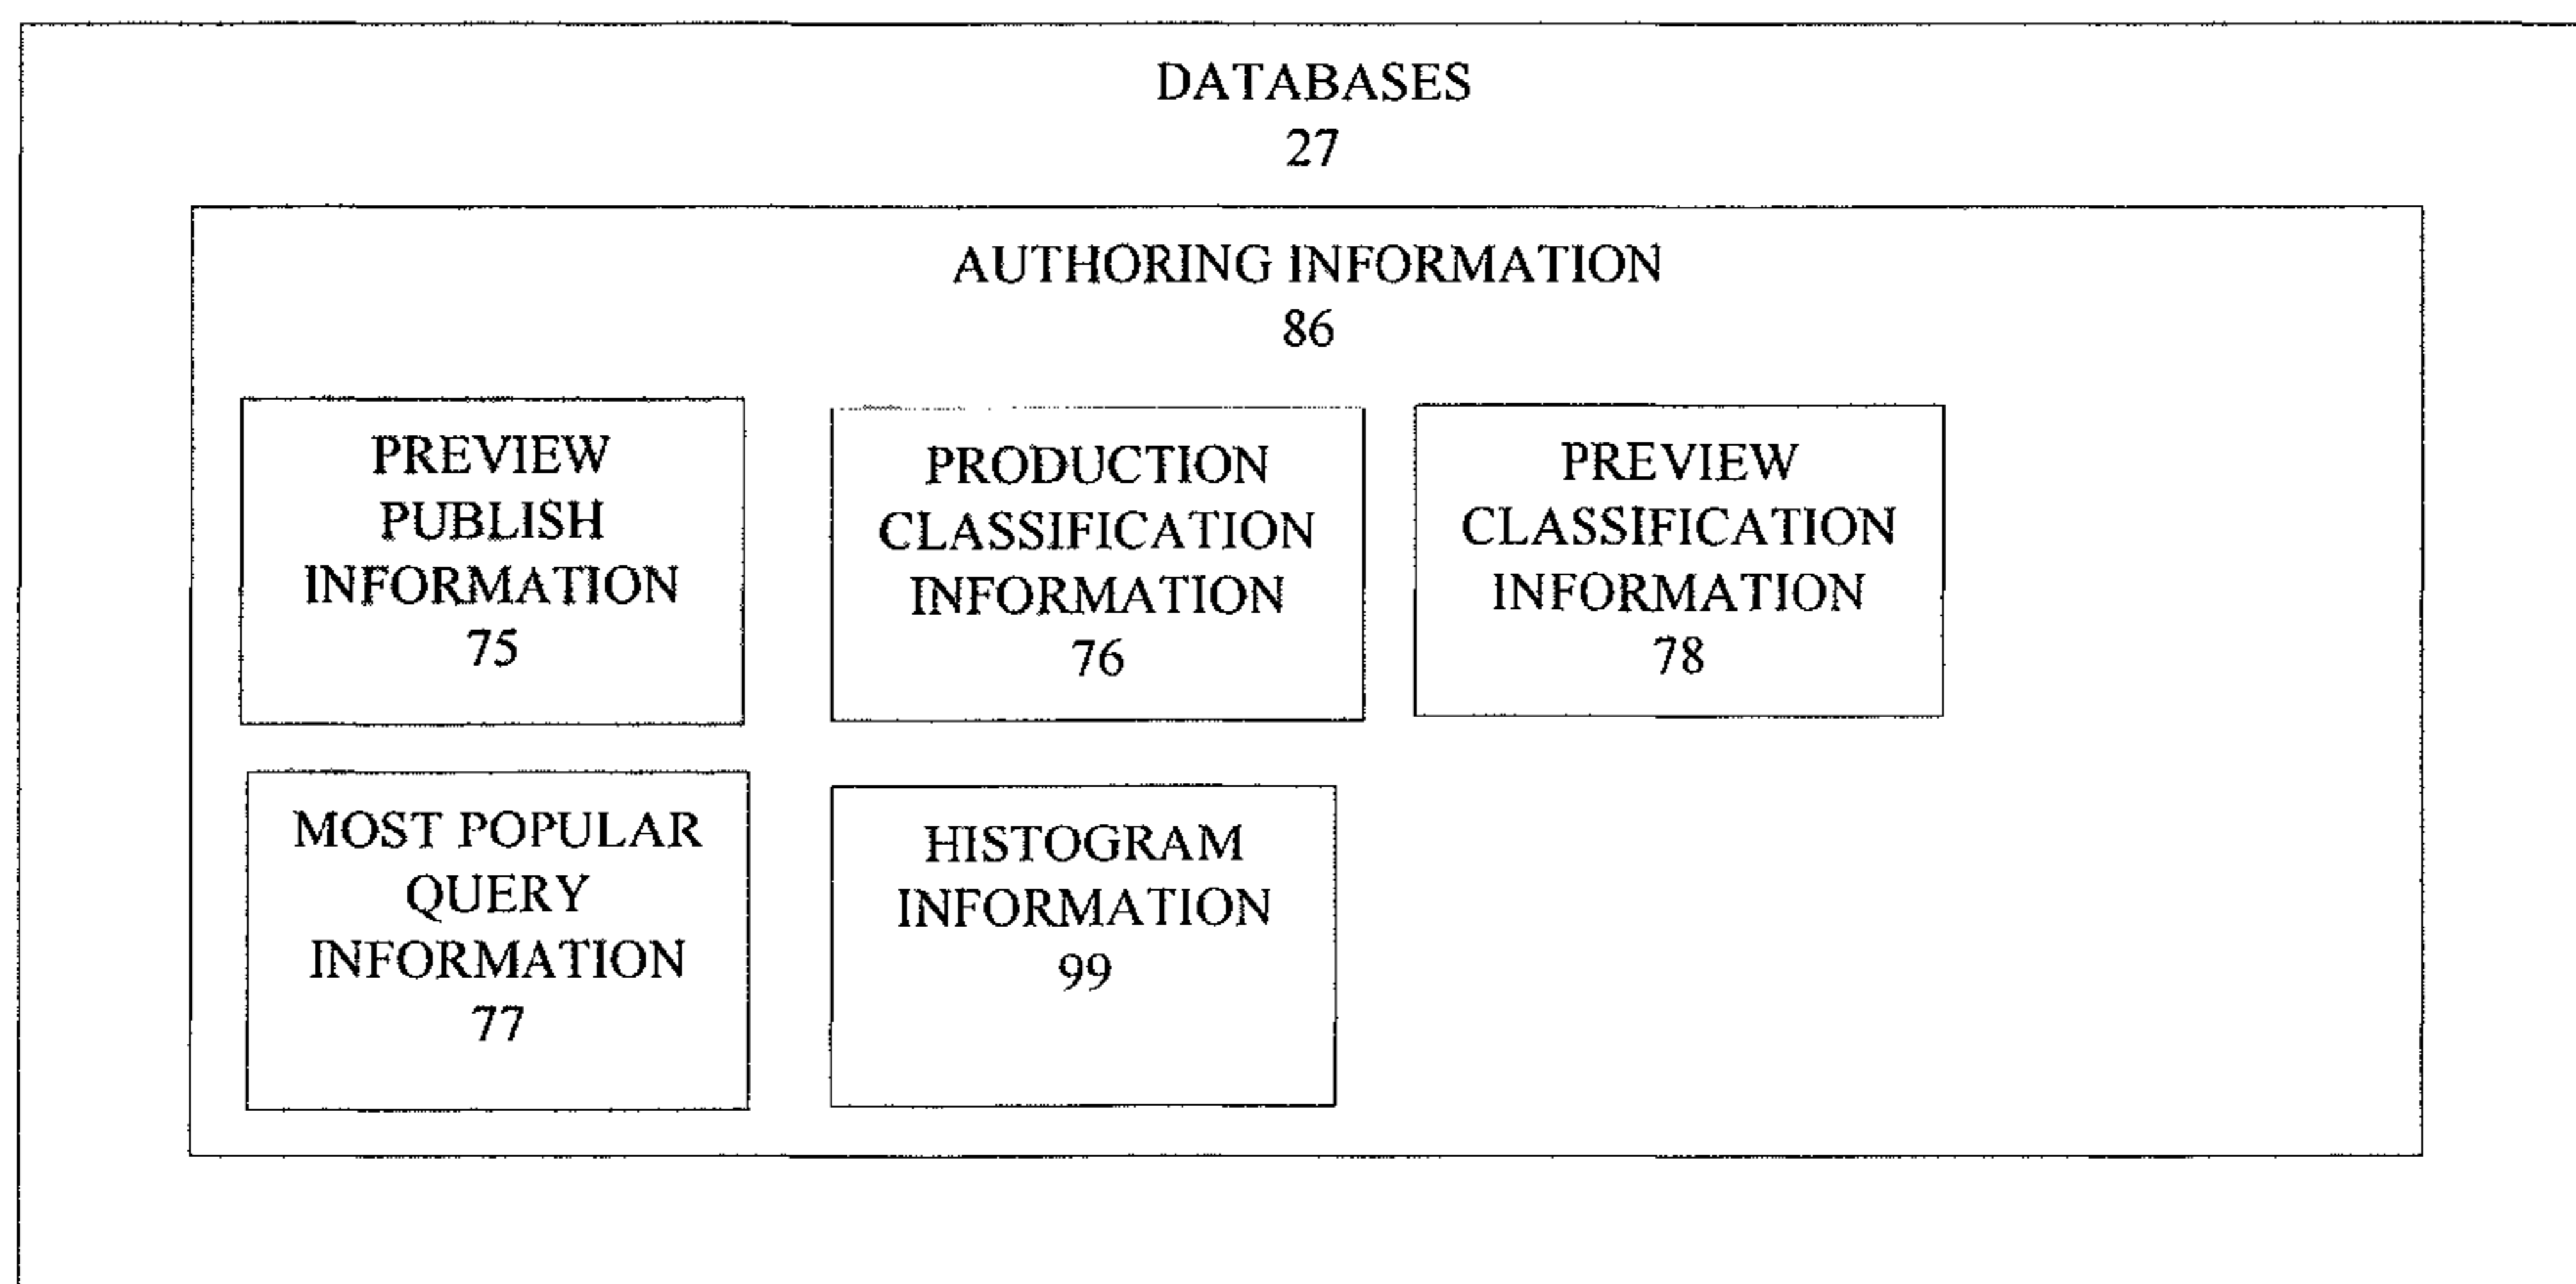 DATABASES
27
AUTHORING INFORMATION
86
PREVIEW
PUBLISH
INFORMATION
75
PRODUCTION
CLASSIFICATION
INFORMATION
76
PREVIEW
CLASSIFICATION
INFORMATION
78
MOST POPULAR
QUERY
INFORMATION
77
HISTOGRAM
INFORMATION
99